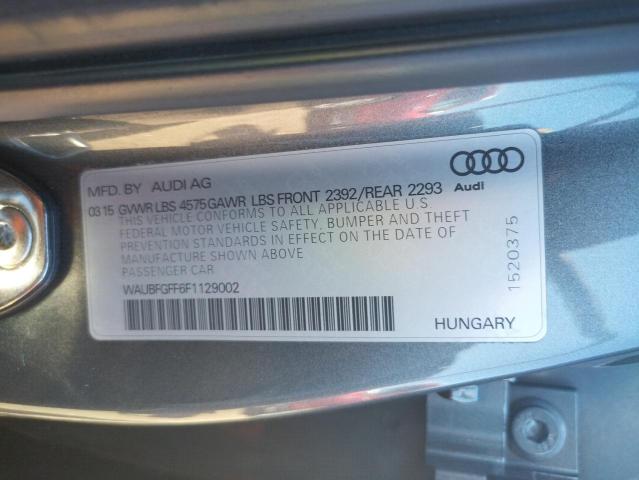 MFD. BY AUDI AG
Audi
03 15 GVWR LBS 4575 GAWR LBS FRONT 2392/REAR 2293
THIS VEHICLE CONFORMS TO ALL APPLICABLE U.S.
FEDERAL MOTOR VEHICLE SAFETY, BUMPER AND THEFT
PREVENTION STANDARDS IN EFFECT ON THE DATE OF
MANUFACTURE SHOWN ABOVE
PASSENGER CAR
WAUBFGFF6F1129002
HUNGARY
1520375